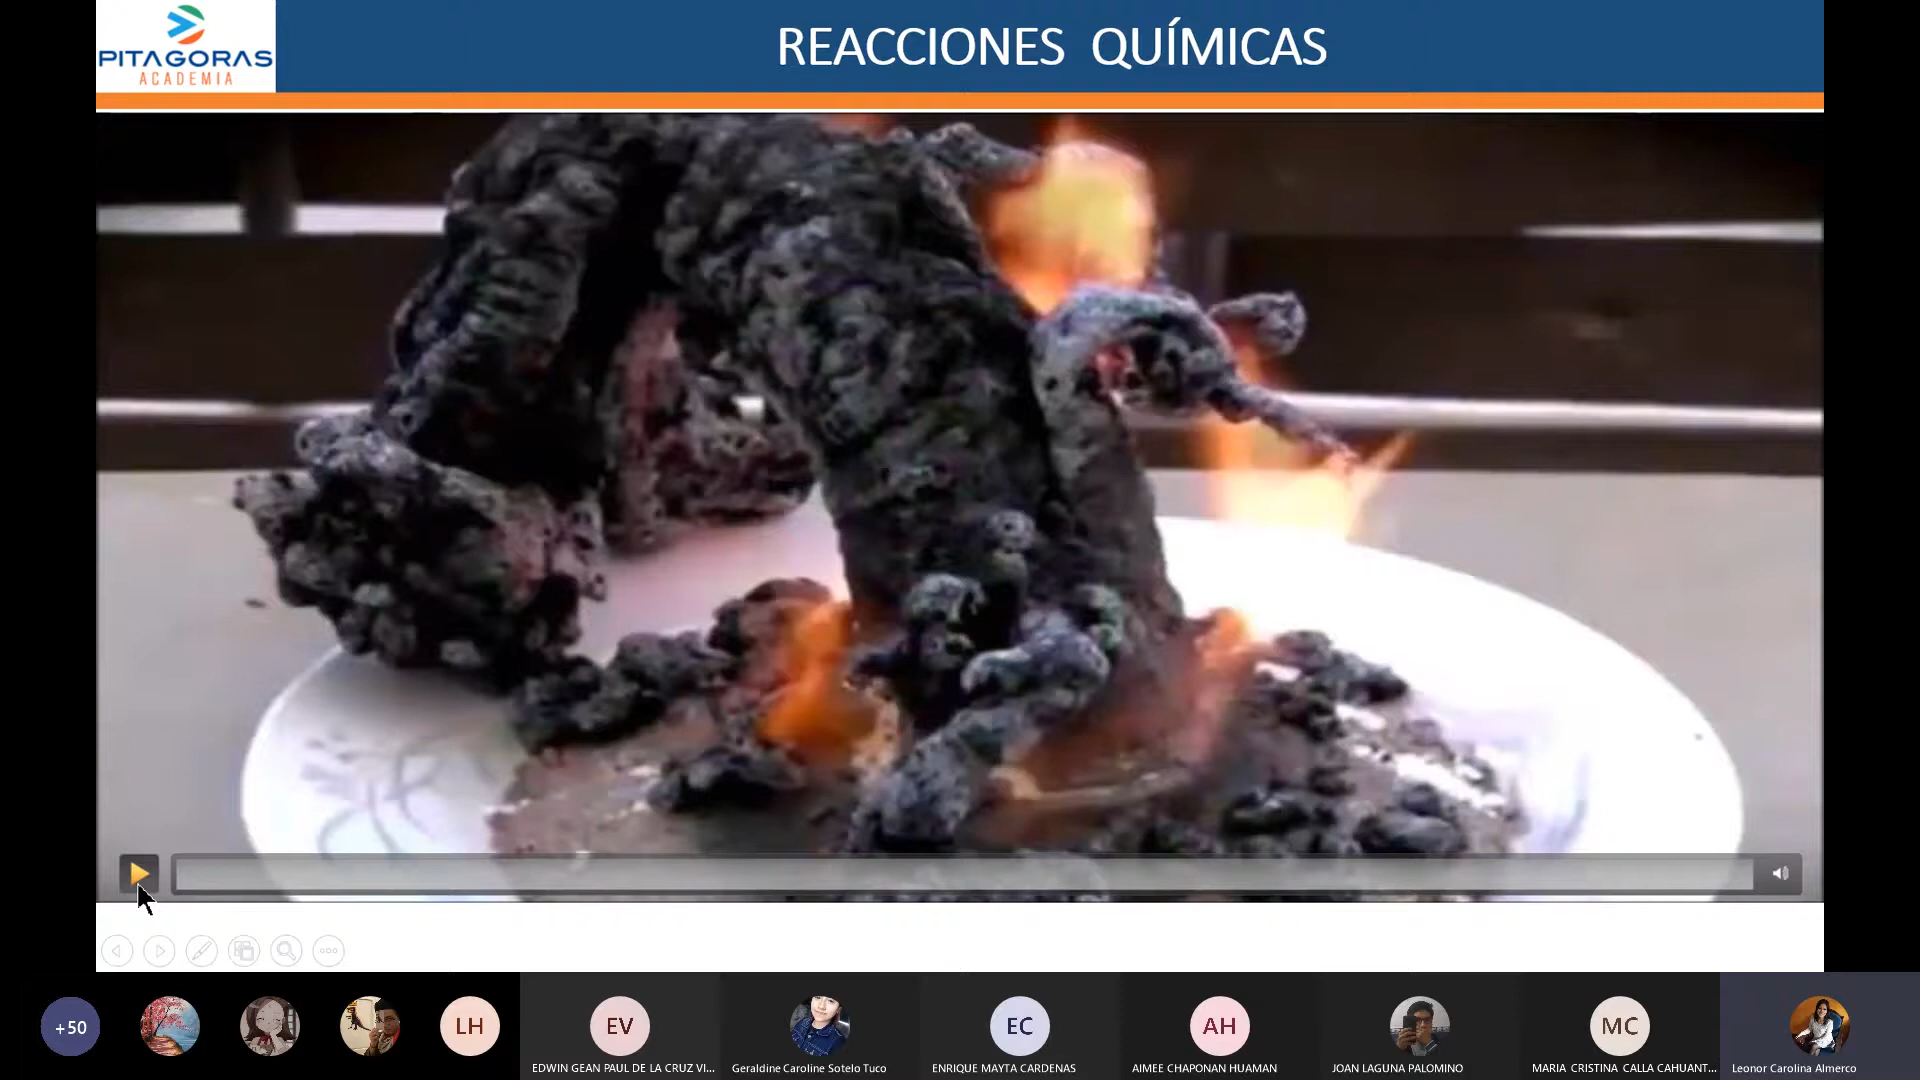 PITAGORAS
ACADEMIA
REACCIONES QUÍMICAS
+50
LH
EV
EC
AH
MC
EDWIN GEAN PAUL DE LA CRUZ VI...
Geraldine Caroline Sotelo Tuco
ENRIQUE MAYTA CARDENAS
AIMEE CHAPONAN HUAMAN
JOAN LAGUNA PALOMINO
MARIA CRISTINA CALLA CAHUANT...
Leonor Carolina Almerco